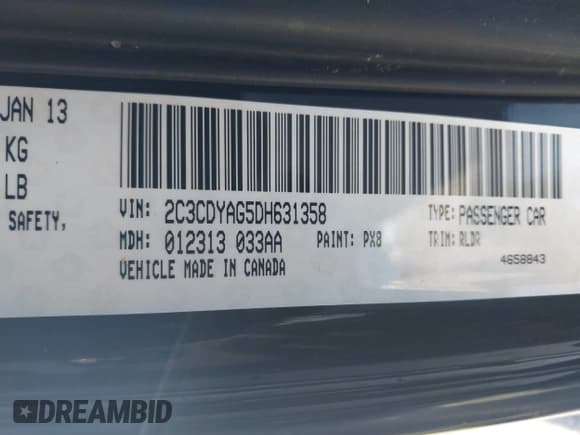 JAN 13
KG
LB
SAFETY,
VIN: 2C3CDYAG5DH631358
TYPE: PASSENGER CAR
MDH: 012313 033AA
PAINT: PX8
TRIM: RLDR
VEHICLE MADE IN CANADA
4658843
DREAMBID